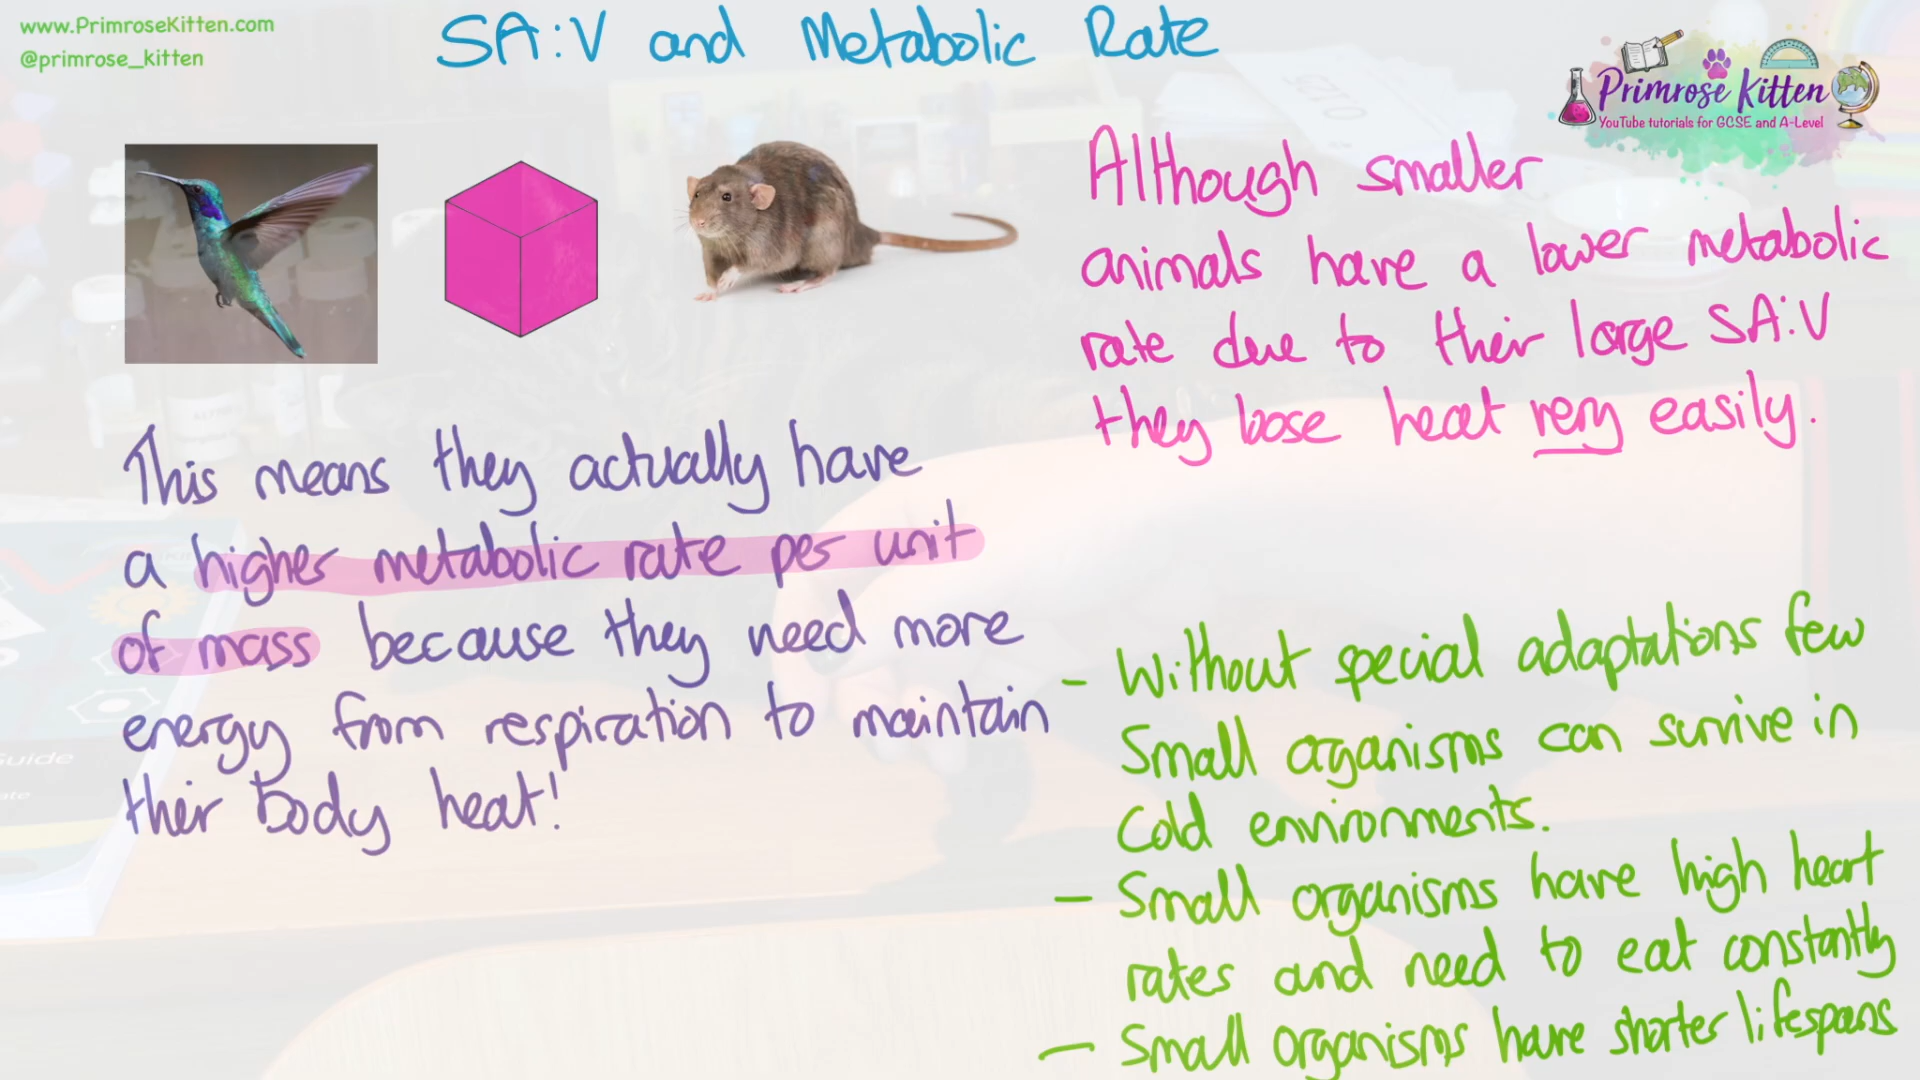 www.PrimroseKitten.com
@primrose_kitten
SA:V and Metabolic Rate
Primrose Kitten
YouTube tutorials for GCSE and A-Level
Although smaller
animals have a lower metabolic
rate due to their large SA:V
they loose heat very easily.
This means they actually have
a higher metabolic rate per unit
of mass because they need more
energy from respiration to maintain
their body heat!
- Without special adaptations few
Small organisms can survive in
Cold environments.
- Small organisms have high heart
rates and need to eat constantly
- Small organisms have shorter lifespans
Guide